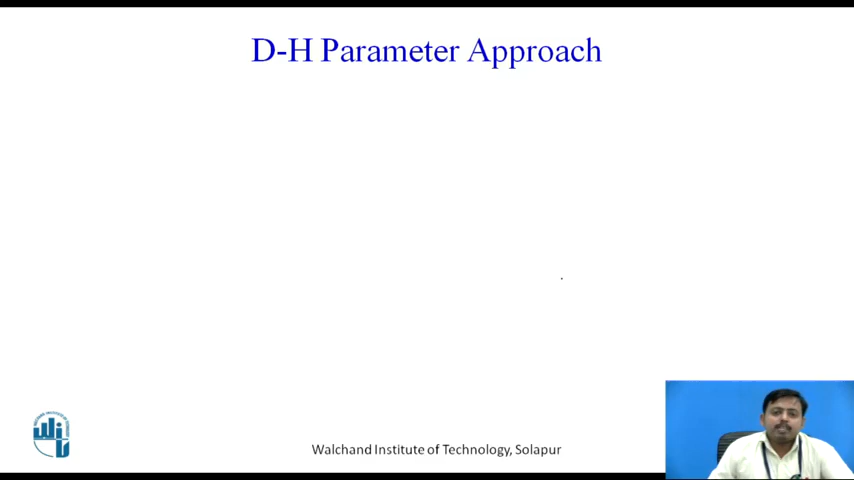 D-H Parameter Approach
Walchand Institute of Technology, Solapur